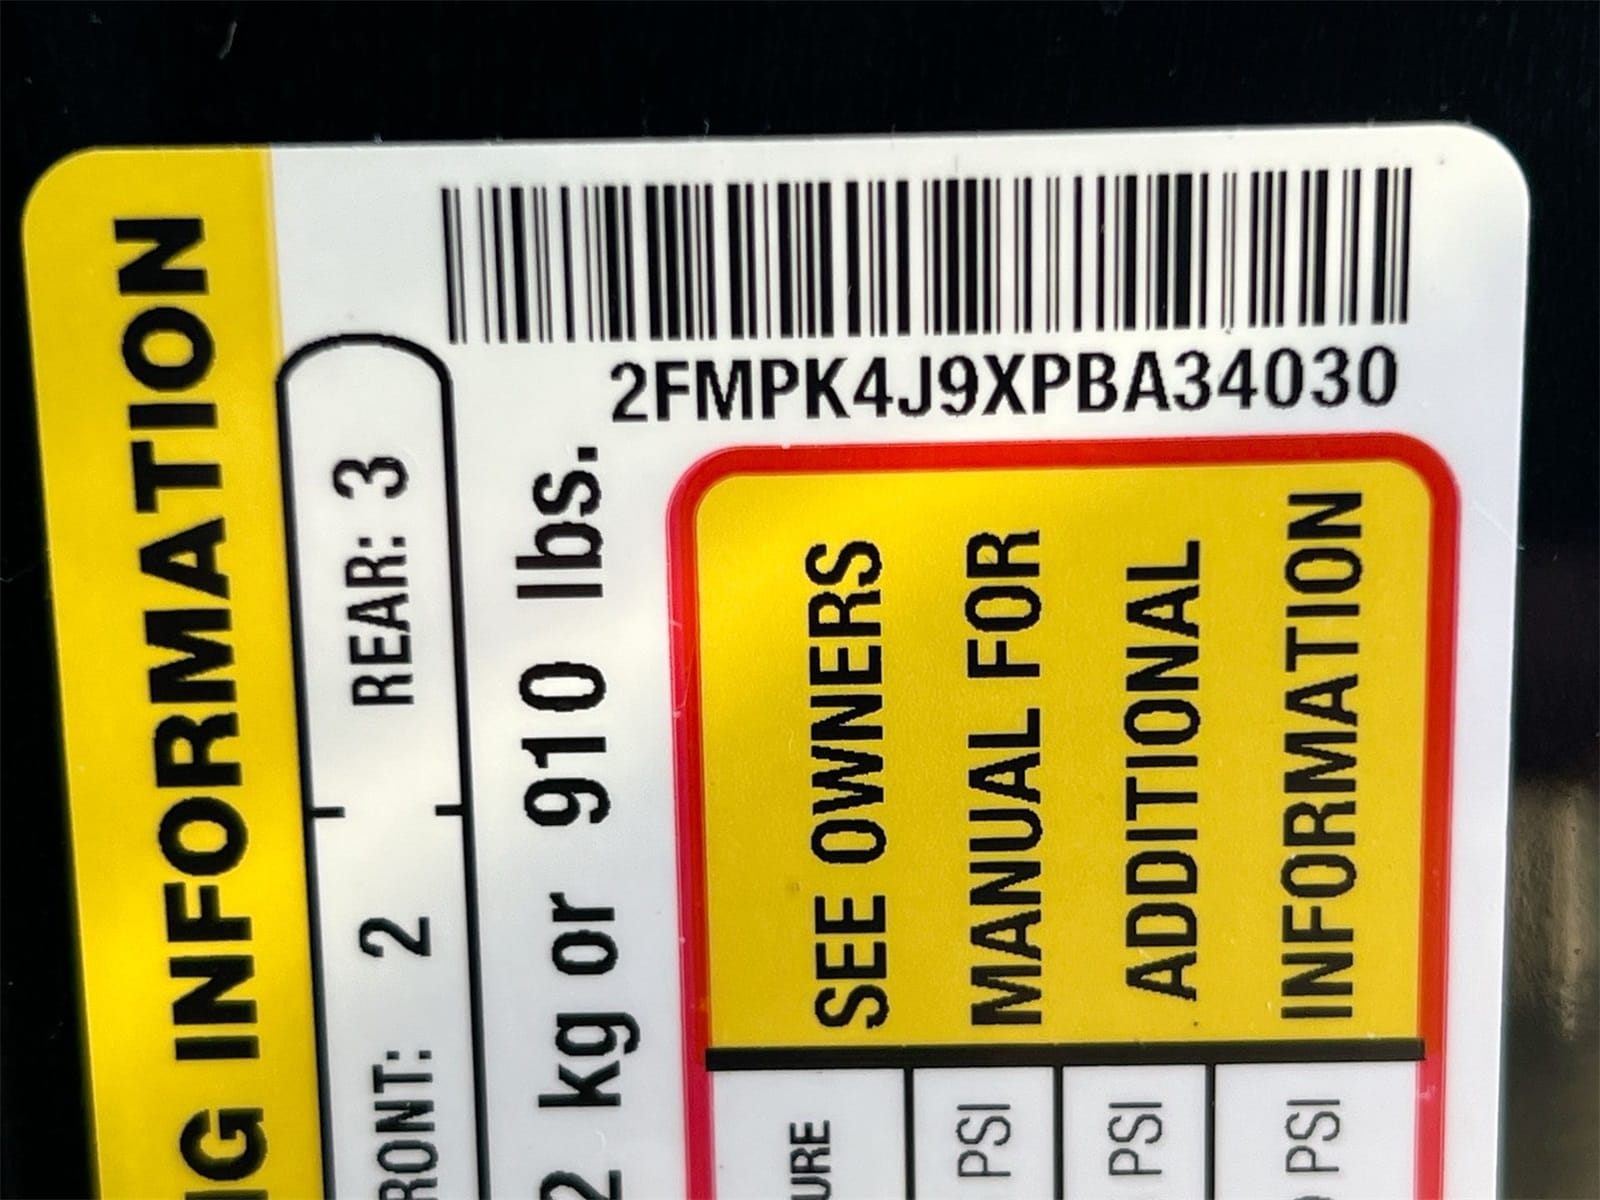 2FMPK4J9XPBA34030
NG INFORMATION
RONT: 2 REAR: 3
2 kg or 910 lbs.
SEE OWNERS
MANUAL FOR
ADDITIONAL
INFORMATION
URE
PSI
PSI
PSI